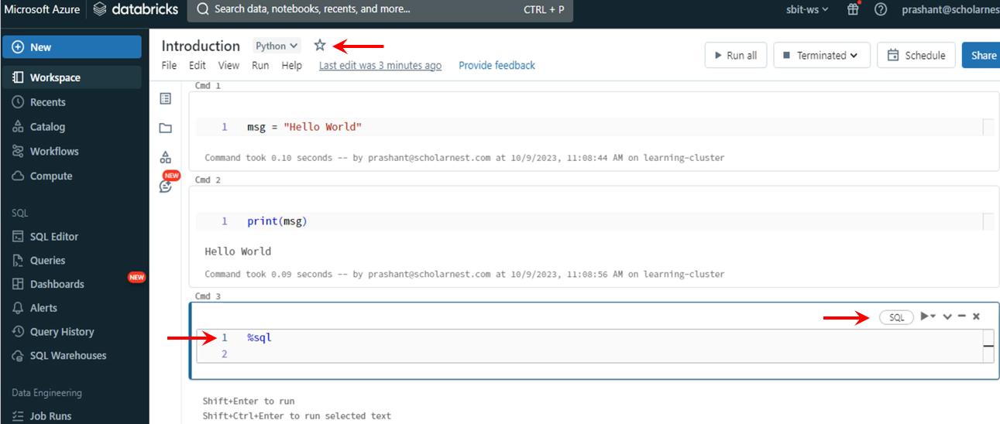 Microsoft Azure databricks Search data, notebooks, recents, and more... CTRL + P sbit-ws ? prashant@scholarnes
New
Workspace
Recents
Catalog
Workflows
Compute
SQL
SQL Editor
Queries
Dashboards NEW
Alerts
Query History
SQL Warehouses
Data Engineering
Job Runs
Introduction Python
File Edit View Run Help Last edit was 3 minutes ago Provide feedback
Run all Terminated Schedule Share
NEW
Cmd 1
1 msg = "Hello World"
Command took 0.10 seconds -- by prashant@scholarnest.com at 10/9/2023, 11:08:44 AM on learning-cluster
Cmd 2
1 print(msg)
Hello World
Command took 0.09 seconds -- by prashant@scholarnest.com at 10/9/2023, 11:08:56 AM on learning-cluster
Cmd 3
SQL
1 %sql
2
Shift+Enter to run
Shift+Ctrl+Enter to run selected text